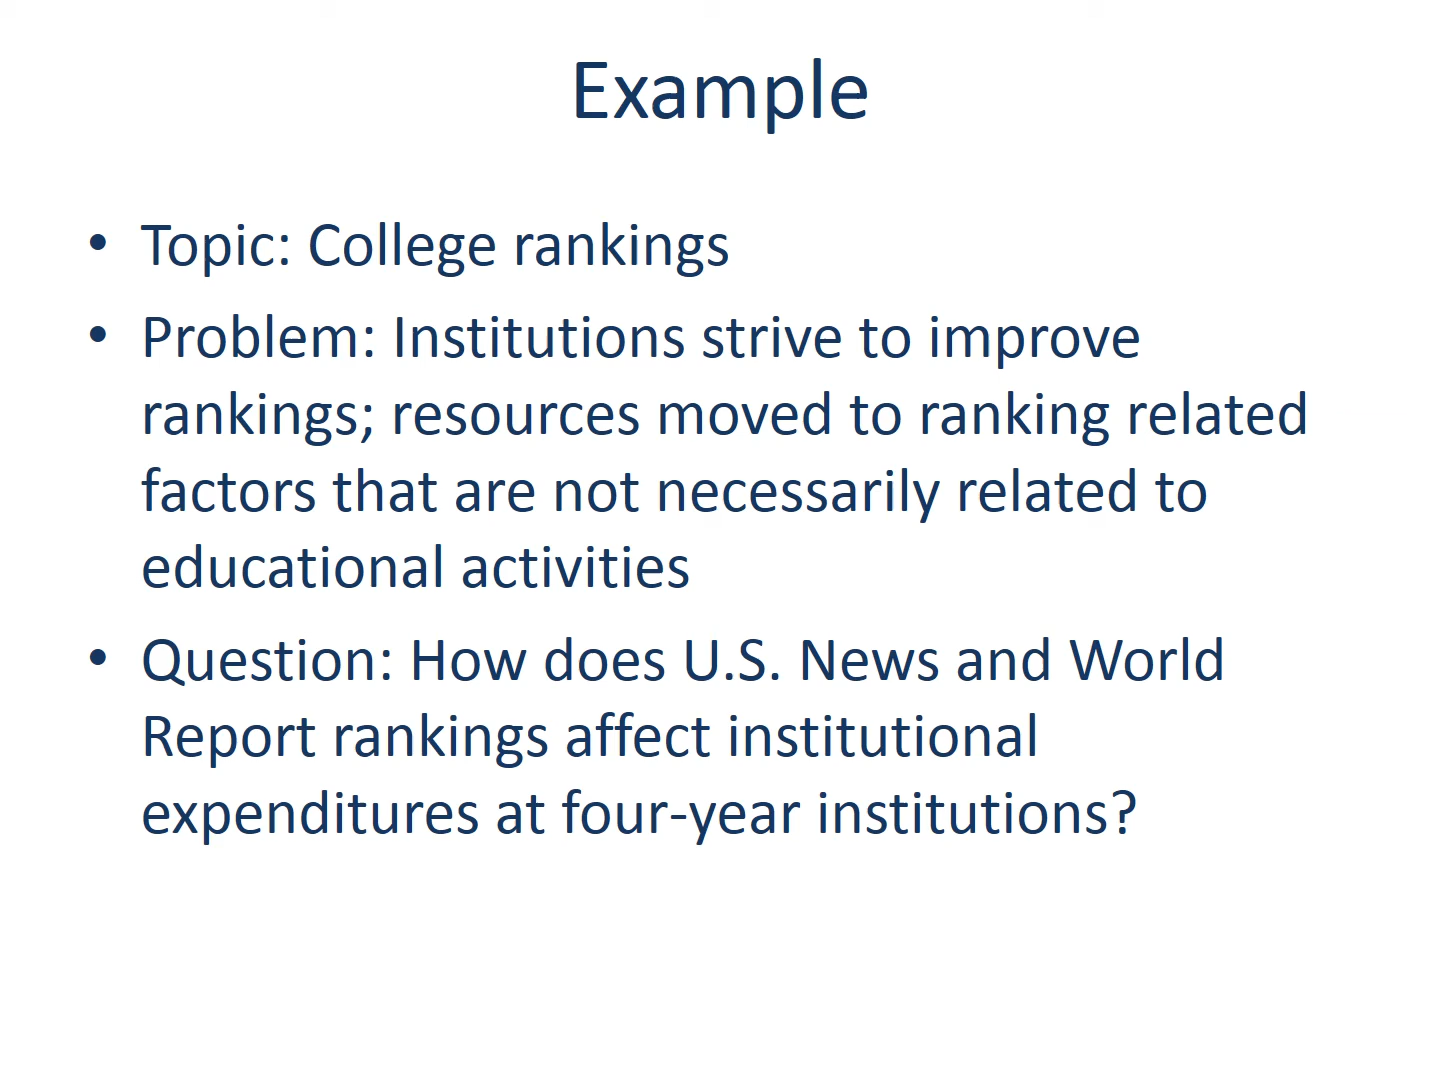 Example
• Topic: College rankings
• Problem: Institutions strive to improve
rankings; resources moved to ranking related
factors that are not necessarily related to
educational activities
• Question: How does U.S. News and World
Report rankings affect institutional
expenditures at four-year institutions?